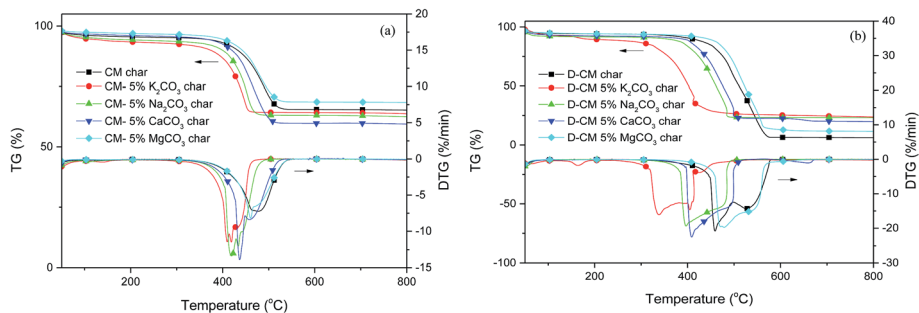 (a)
TG (%)
100
50
0
CM char
CM- 5% K₂CO₃ char
CM- 5% Na₂CO₃ char
CM- 5% CaCO₃ char
CM- 5% MgCO₃ char
DTG (%/min)
20
15
10
5
0
-5
-10
-15
0 200 400 600 800
Temperature (°C)
(b)
TG (%)
100
50
0
-50
-100
D-CM char
D-CM 5% K₂CO₃ char
D-CM 5% Na₂CO₃ char
D-CM 5% CaCO₃ char
D-CM 5% MgCO₃ char
DTG (%/min)
40
30
20
10
0
-10
-20
-30
200 400 600 800
Temperature (°C)